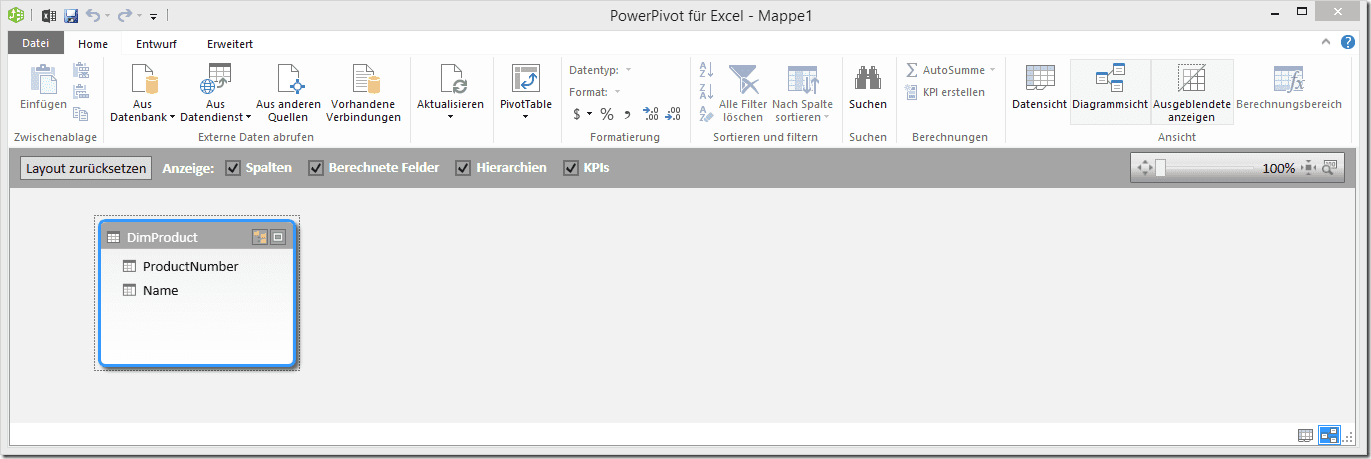 PowerPivot für Excel - Mappe1
Datei Home Entwurf Erweitert
Einfügen
Zwischenablage
Aus Datenbank
Aus Datendienst
Aus anderen Quellen
Vorhandene Verbindungen
Externe Daten abrufen
Aktualisieren
PivotTable
Datentyp:
Format:
$ % ,
Formatierung
Alle Filter löschen
Nach Spalte sortieren
Sortieren und filtern
Suchen
Suchen
AutoSumme
KPI erstellen
Berechnungen
Datensicht
Diagrammsicht
Ausgeblendete anzeigen
Berechnungsbereich
Ansicht
Layout zurücksetzen Anzeige: Spalten Berechnete Felder Hierarchien KPIs 100%
DimProduct
ProductNumber
Name